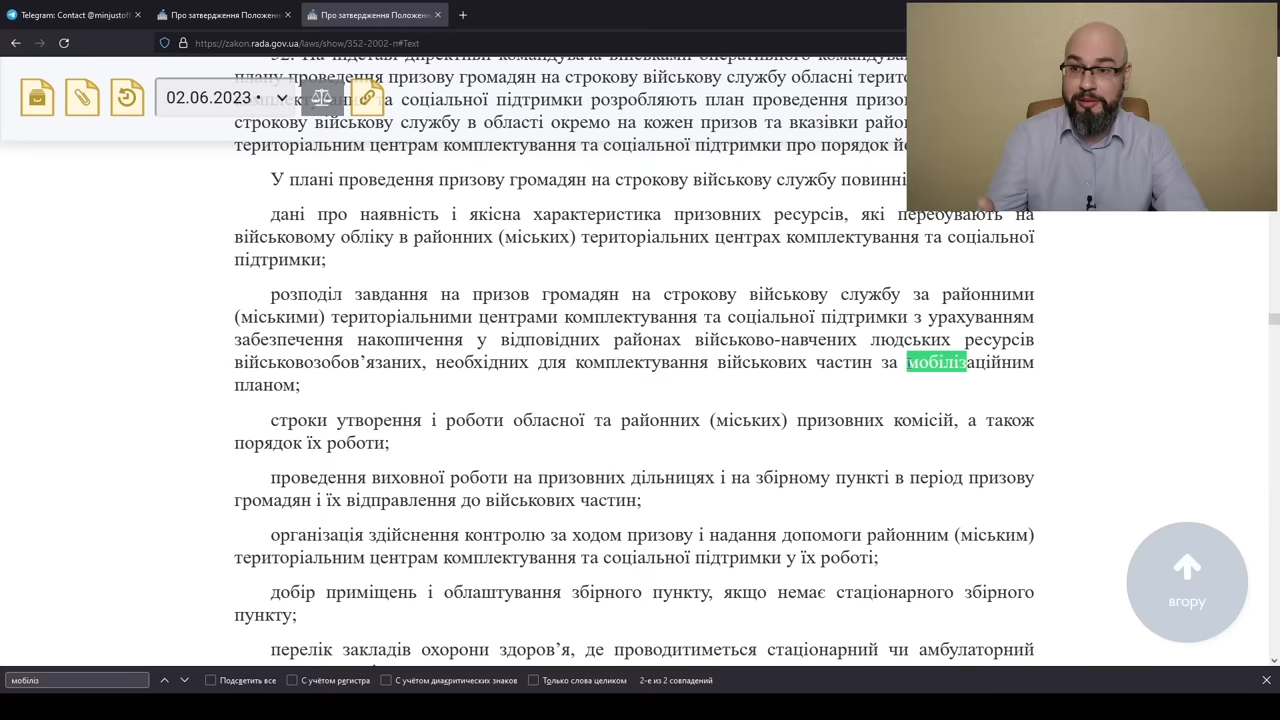 Telegram: Contact @minjustof
Про затвердження Положення
Про затвердження Положення
https://zakon.rada.gov.ua/laws/show/352-2002-п#Text
02.06.2023 •
32. На підставі директиви командувача військами оперативного
плану проведення призову громадян на строкову військову службу обласні
комплектування та соціальної підтримки розробляють план проведення
строкову військову службу в області окремо на кожен призов та вказівки
територіальним центрам комплектування та соціальної підтримки про порядок
У плані проведення призову громадян на строкову військову службу повинні
дані про наявність і якісна характеристика призовних ресурсів, які перебувають на
військовому обліку в районних (міських) територіальних центрах комплектування та соціальної
підтримки;
розподіл завдання на призов громадян на строкову військову службу за районними
(міськими) територіальними центрами комплектування та соціальної підтримки з урахуванням
забезпечення накопичення у відповідних районах військово-навчених людських ресурсів
військовозобов’язаних, необхідних для комплектування військових частин за мобілізаційним
планом;
строки утворення і роботи обласної та районних (міських) призовних комісій, а також
порядок їх роботи;
проведення виховної роботи на призовних дільницях і на збірному пункті в період призову
громадян і їх відправлення до військових частин;
організація здійснення контролю за ходом призову і надання допомоги районним (міським)
територіальним центрам комплектування та соціальної підтримки у їх роботі;
добір приміщень і облаштування збірного пункту, якщо немає стаціонарного збірного
пункту;
перелік закладів охорони здоров’я, де проводитиметься стаціонарний чи амбулаторний
вгору
мобіліз
Подсветить все
С учётом регистра
С учётом диакритических знаков
Только слова целиком
2-е из 2 совпадений